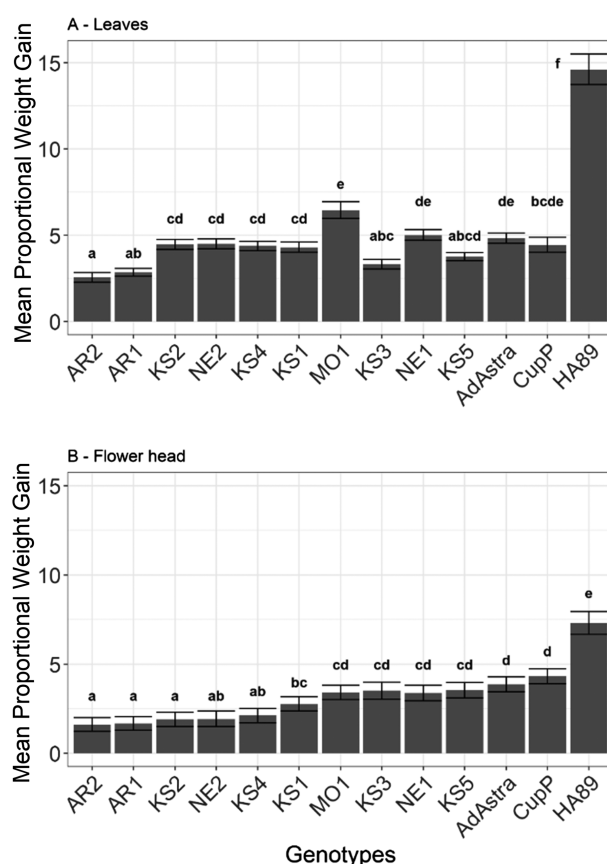 A - Leaves
Mean Proportional Weight Gain
15
10
5
0
a ab cd cd cd cd e abc de abcd de bcde f
AR2 AR1 KS2 NE2 KS4 KS1 MO1 KS3 NE1 KS5 AdAstra CupP HA89
B - Flower head
Mean Proportional Weight Gain
15
10
5
0
a a a ab ab bc cd cd cd cd d d e
AR2 AR1 KS2 NE2 KS4 KS1 MO1 KS3 NE1 KS5 AdAstra CupP HA89
Genotypes